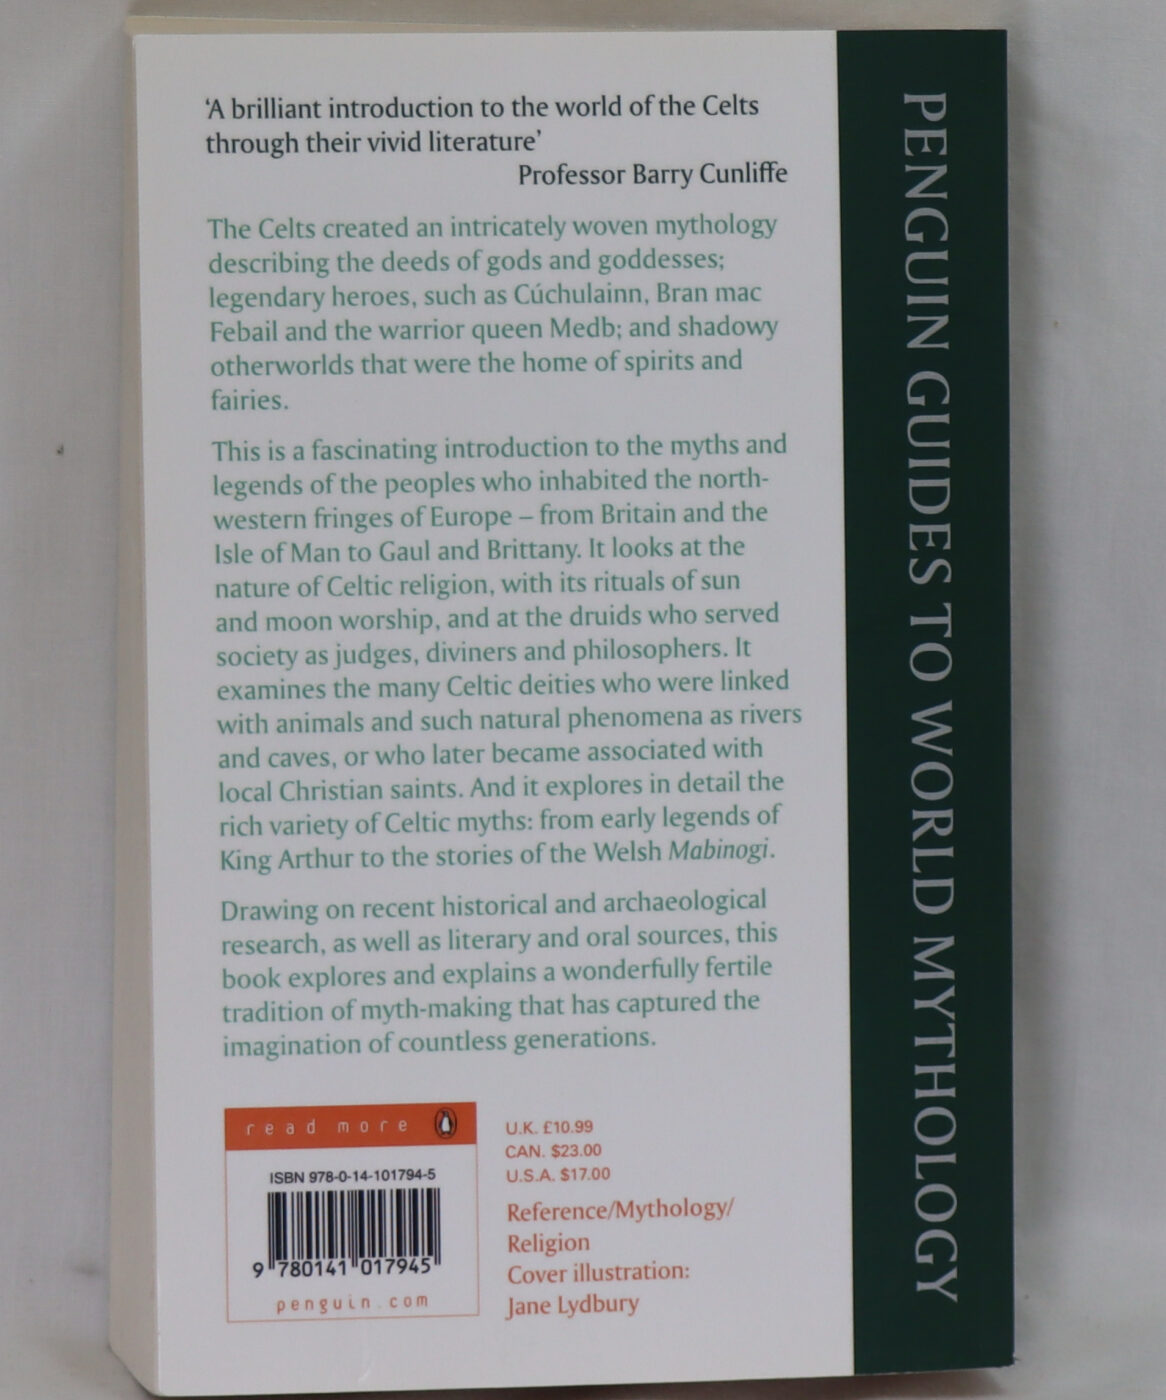 ‘A brilliant introduction to the world of the Celts
through their vivid literature’
Professor Barry Cunliffe
The Celts created an intricately woven mythology
describing the deeds of gods and goddesses;
legendary heroes, such as Cúchulainn, Bran mac
Febail and the warrior queen Medb; and shadowy
otherworlds that were the home of spirits and
fairies.
This is a fascinating introduction to the myths and
legends of the peoples who inhabited the north-
western fringes of Europe – from Britain and the
Isle of Man to Gaul and Brittany. It looks at the
nature of Celtic religion, with its rituals of sun
and moon worship, and at the druids who served
society as judges, diviners and philosophers. It
examines the many Celtic deities who were linked
with animals and such natural phenomena as rivers
and caves, or who later became associated with
local Christian saints. And it explores in detail the
rich variety of Celtic myths: from early legends of
King Arthur to the stories of the Welsh Mabinogi.
Drawing on recent historical and archaeological
research, as well as literary and oral sources, this
book explores and explains a wonderfully fertile
tradition of myth-making that has captured the
imagination of countless generations.
read more
ISBN 978-0-14-101794-5
9 780141 017945
penguin.com
U.K. £10.99
CAN. $23.00
U.S.A. $17.00
Reference/Mythology/
Religion
Cover illustration:
Jane Lydbury
PENGUIN GUIDES TO WORLD MYTHOLOGY